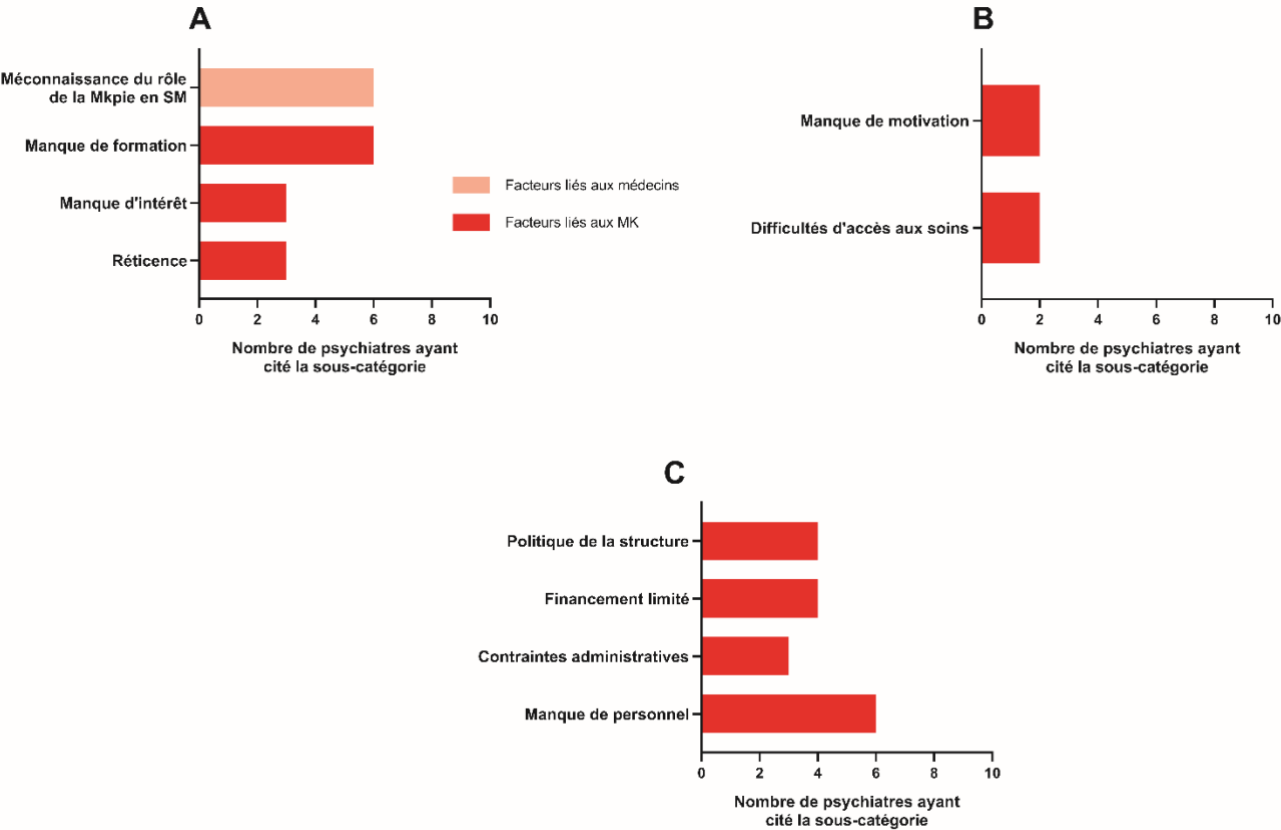 A
Méconnaissance du rôle
de la Mkpie en SM
Manque de formation
Manque d'intérêt
Réticence
Facteurs liés aux médecins
Facteurs liés aux MK
0 2 4 6 8 10
Nombre de psychiatres ayant
cité la sous-catégorie
B
Manque de motivation
Difficultés d'accès aux soins
0 2 4 6 8 10
Nombre de psychiatres ayant
cité la sous-catégorie
C
Politique de la structure
Financement limité
Contraintes administratives
Manque de personnel
0 2 4 6 8 10
Nombre de psychiatres ayant
cité la sous-catégorie